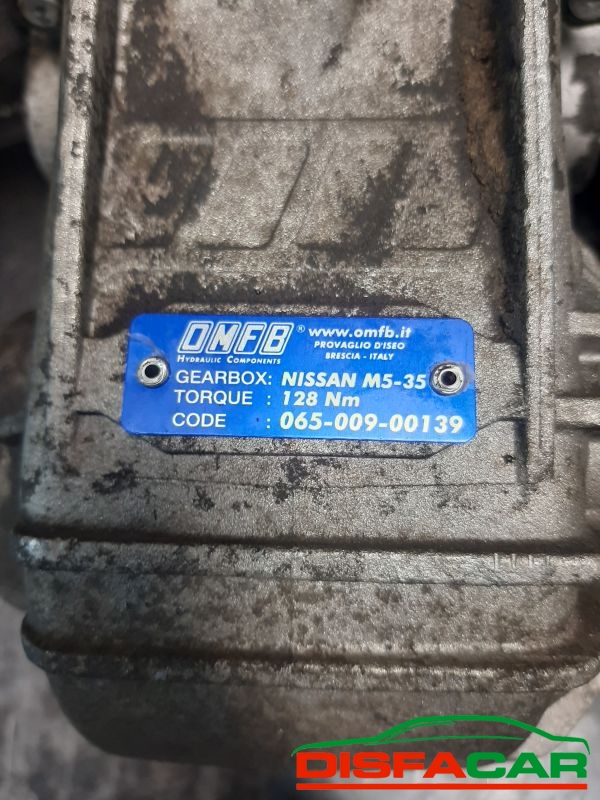 OMFB ® www.omfb.it
HYDRAULIC COMPONENTS PROVAGLIO D'ISEO
BRESCIA - ITALY
GEARBOX: NISSAN M5-35
TORQUE : 128 Nm
CODE : 065-009-00139
DISFACAR